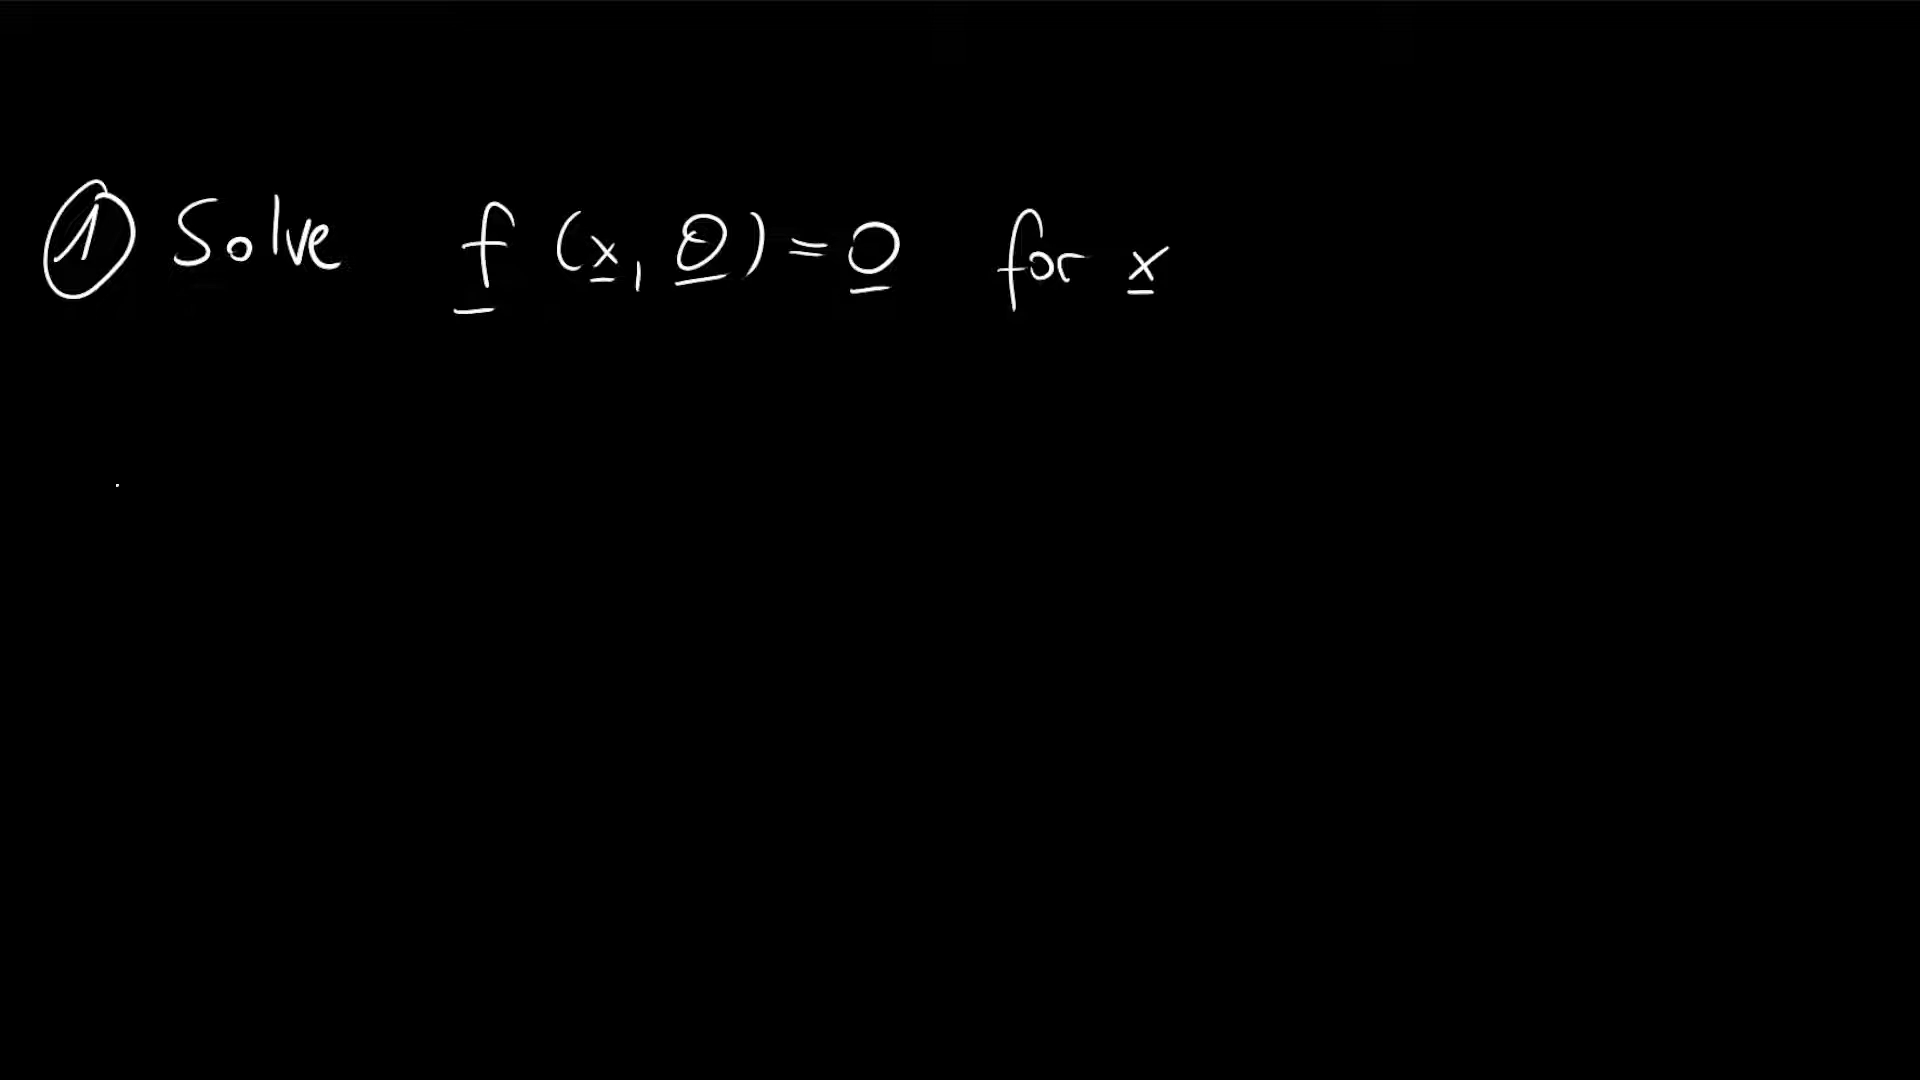 ① Solve f(x, θ) = 0 for x